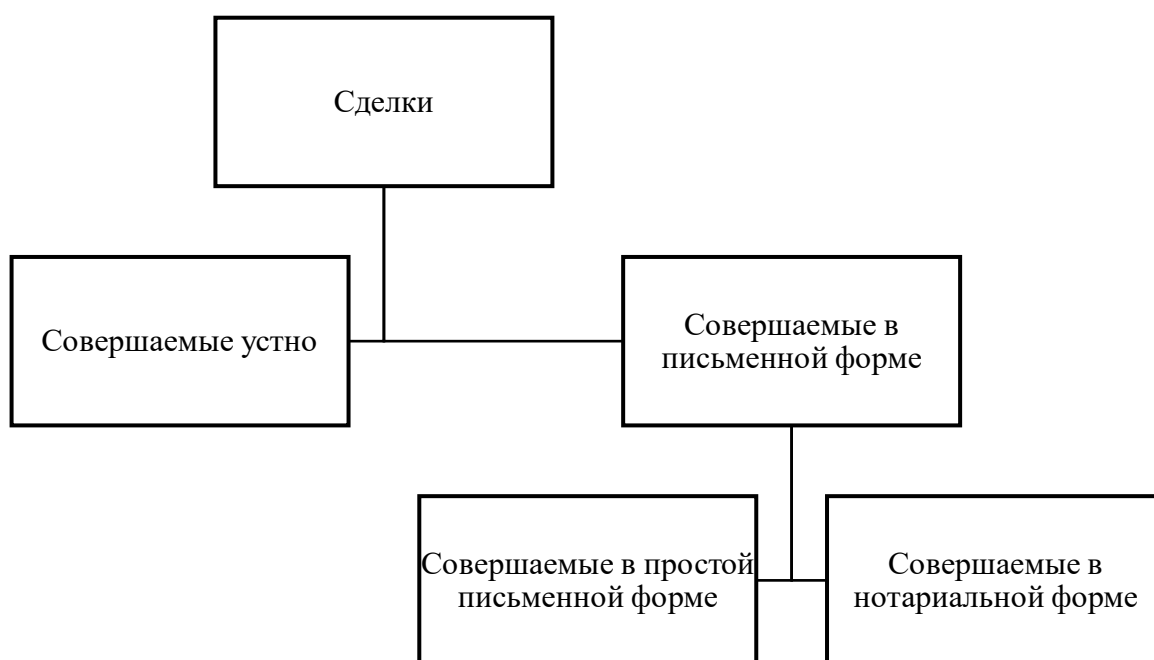 Сделки
Совершаемые устно
Совершаемые в
письменной форме
Совершаемые в простой
письменной форме
Совершаемые в
нотариальной форме